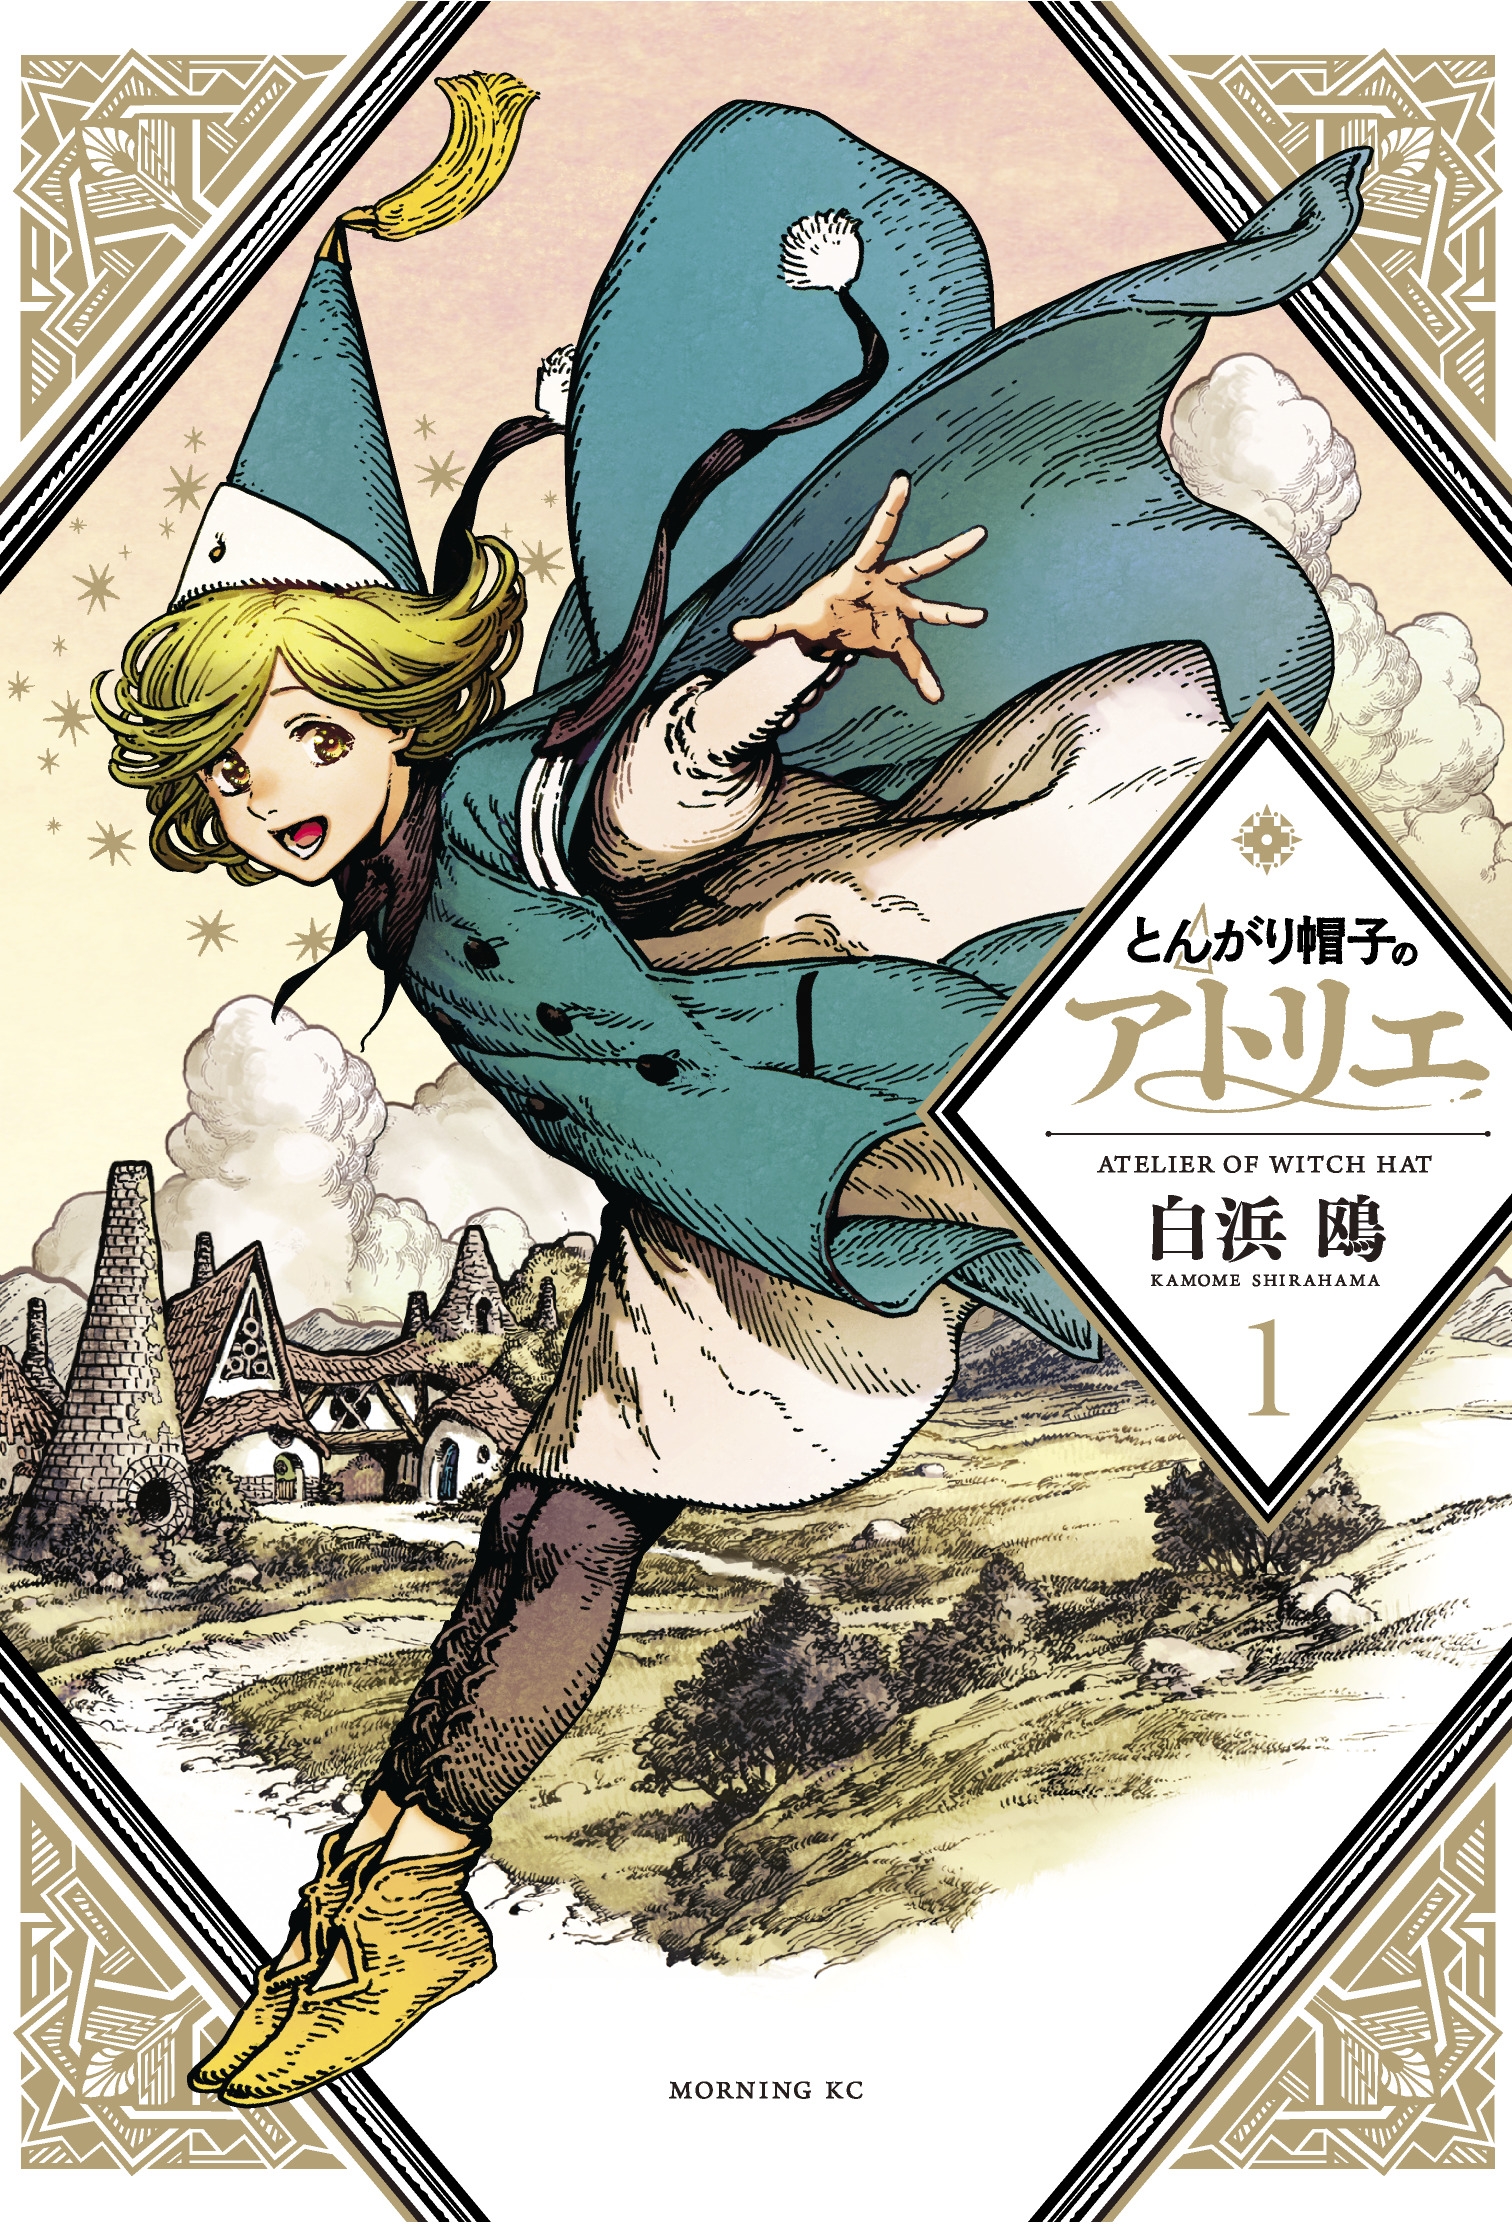 とんがり帽子の
アトリエ
ATELIER OF WITCH HAT
白浜 鴎
KAMOME SHIRAHAMA
1
MORNING KC